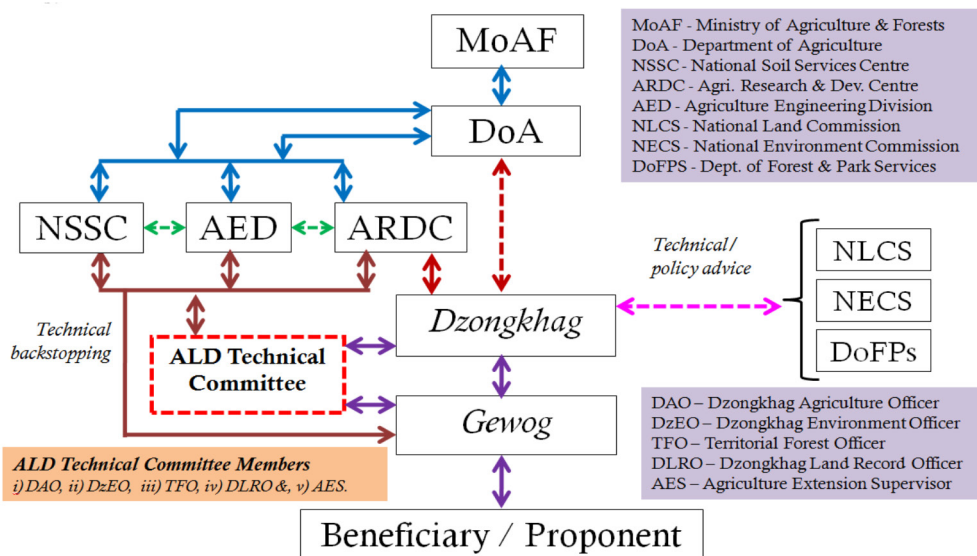 MoAF
DoA
NSSC
AED
ARDC
Dzongkhag
Technical
backstopping
ALD Technical
Committee
Gewog
Beneficiary / Proponent
Technical/
policy advice
NLCS
NECS
DoFPs
MoAF - Ministry of Agriculture & Forests
DoA - Department of Agriculture
NSSC - National Soil Services Centre
ARDC - Agri. Research & Dev. Centre
AED - Agriculture Engineering Division
NLCS - National Land Commission
NECS - National Environment Commission
DoFPS - Dept. of Forest & Park Services
DAO – Dzongkhag Agriculture Officer
DzEO – Dzongkhag Environment Officer
TFO – Territorial Forest Officer
DLRO – Dzongkhag Land Record Officer
AES – Agriculture Extension Supervisor
ALD Technical Committee Members
i) DAO, ii) DzEO, iii) TFO, iv) DLRO &, v) AES.